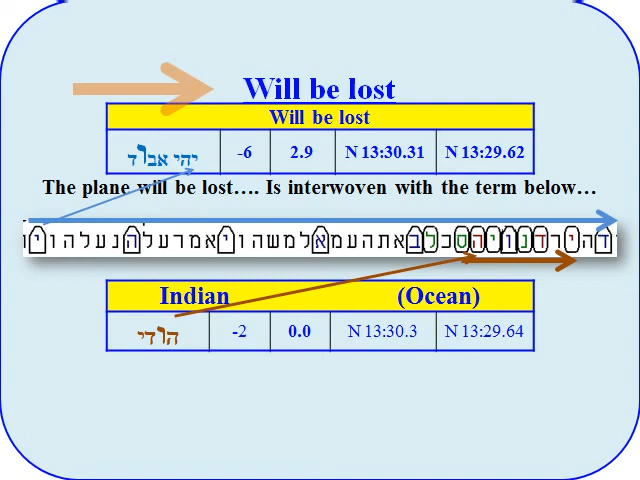 Will be lost
Will be lost
יהי אבוד -6 2.9 N 13:30.31 N 13:29.62
The plane will be lost…. Is interwoven with the term below…
דהירדנויהסכלבאתהעמאלמשהויאמרעלהנעלהוי
Indian (Ocean)
הודי -2 0.0 N 13:30.3 N 13:29.64